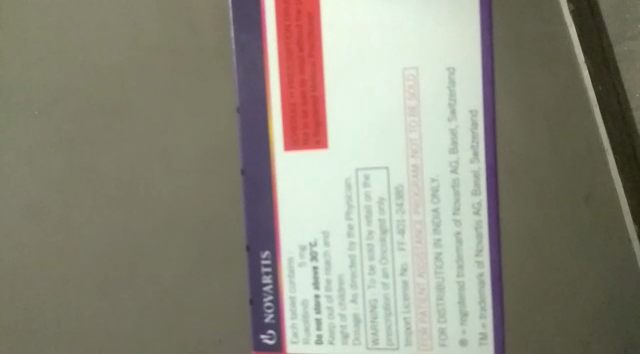 NOVARTIS
Each tablet contains:
5 mg
Do not store above 30°C.
Keep out of the reach and
sight of children
Dosage : As directed by the Physician.
WARNING : To be sold by retail on the
prescription of an Oncologist only.
Import License No. : FF-401-24385
FOR PATIENT ASSISTANCE PROGRAM. NOT TO BE SOLD
FOR DISTRIBUTION IN INDIA ONLY.
® = registered trademark of Novartis AG, Basel, Switzerland
TM = trademark of Novartis AG, Basel, Switzerland